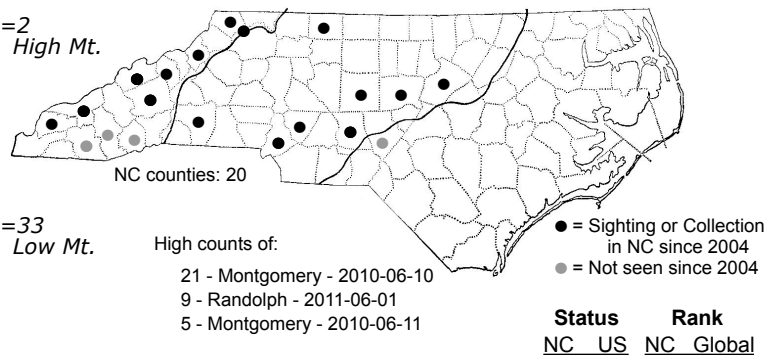 =2
High Mt.
NC counties: 20
=33
Low Mt.
High counts of:
21 - Montgomery - 2010-06-10
9 - Randolph - 2011-06-01
5 - Montgomery - 2010-06-11
= Sighting or Collection
in NC since 2004
= Not seen since 2004
Status Rank
NC US NC Global